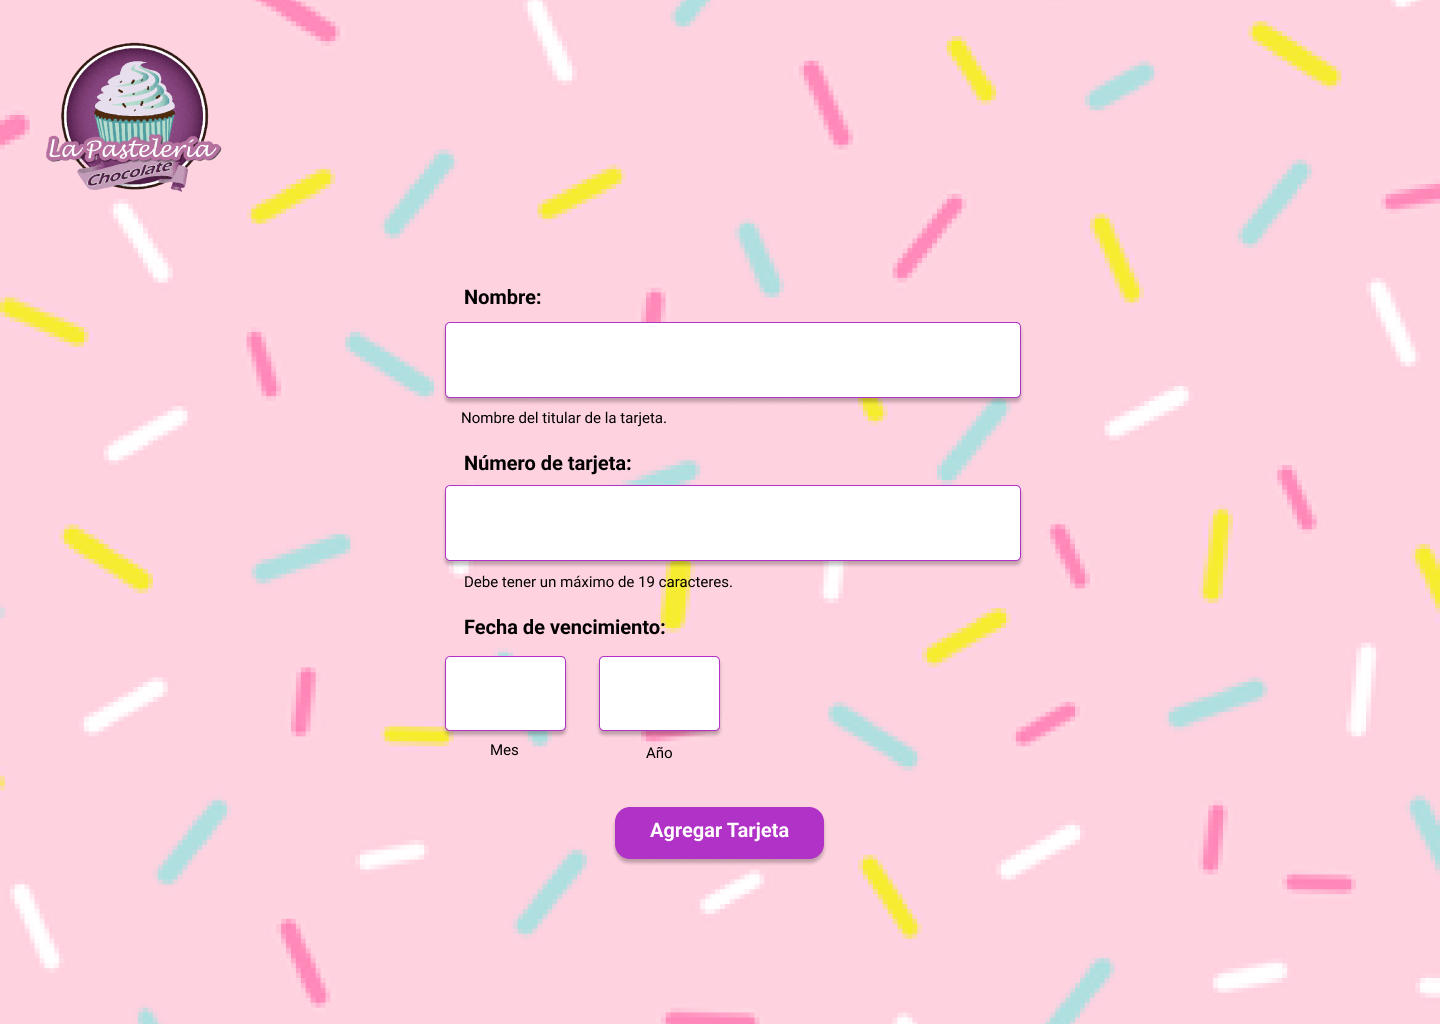 La Pastelería
Chocolate
Nombre:
Nombre del titular de la tarjeta.
Número de tarjeta:
Debe tener un máximo de 19 caracteres.
Fecha de vencimiento:
Mes
Año
Agregar Tarjeta